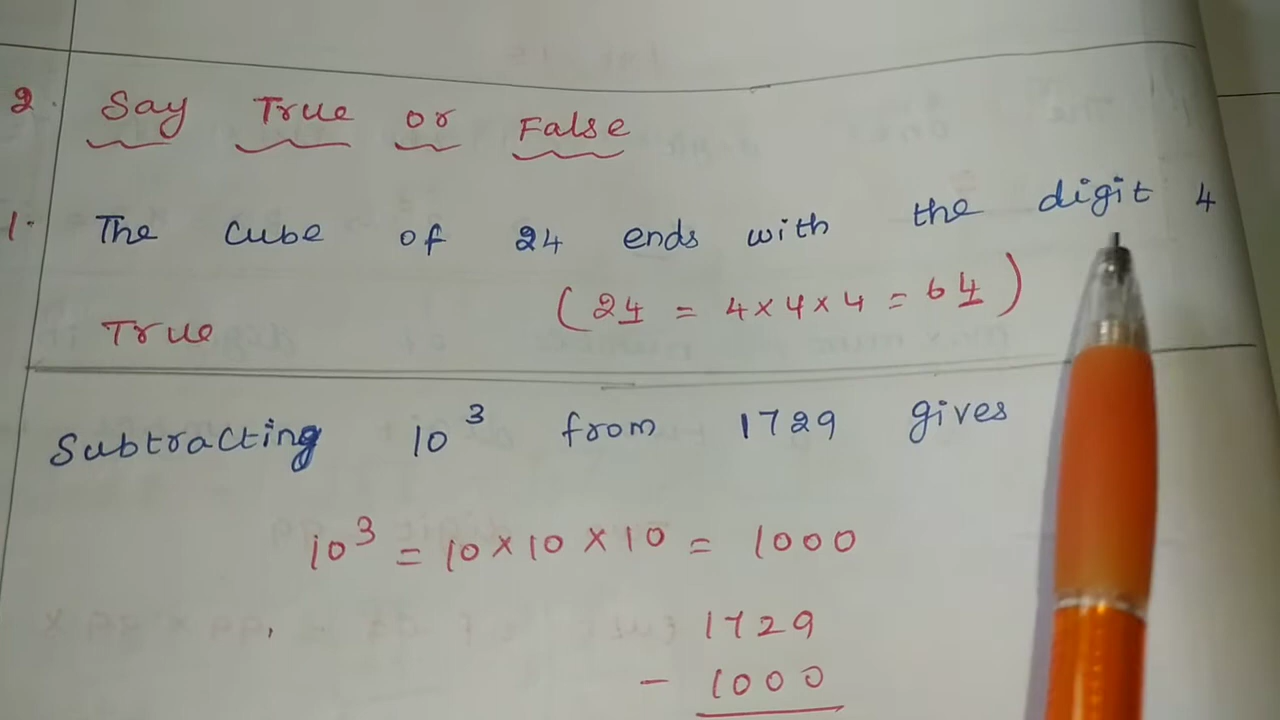 2. Say True or False
1. The cube of 24 ends with the digit 4
True (24 = 4×4×4 = 64)
Subtracting 10³ from 1729 gives
10³ = 10×10×10 = 1000
1729
- 1000